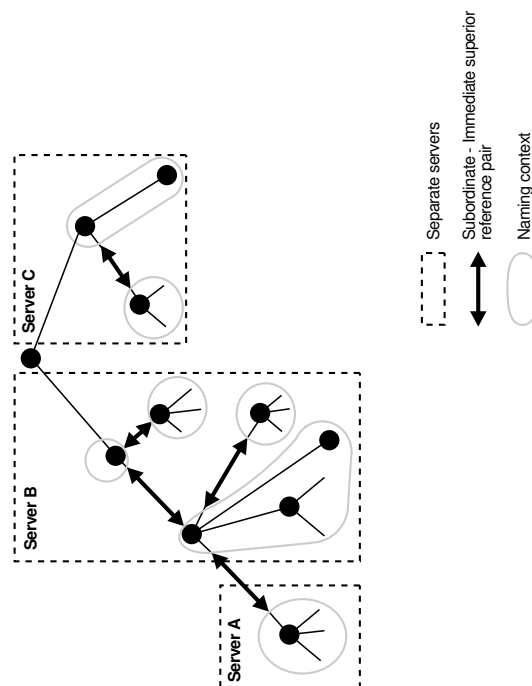 Server C
Server B
Server A
Separate servers
Subordinate - Immediate superior
reference pair
Naming context